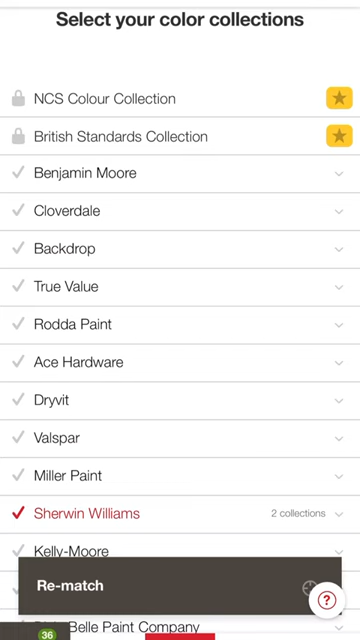 Select your color collections
NCS Colour Collection
British Standards Collection
Benjamin Moore
Cloverdale
Backdrop
True Value
Rodda Paint
Ace Hardware
Dryvit
Valspar
Miller Paint
Sherwin Williams 2 collections
Kelly-Moore
Re-match
?
Belle Paint Company
36